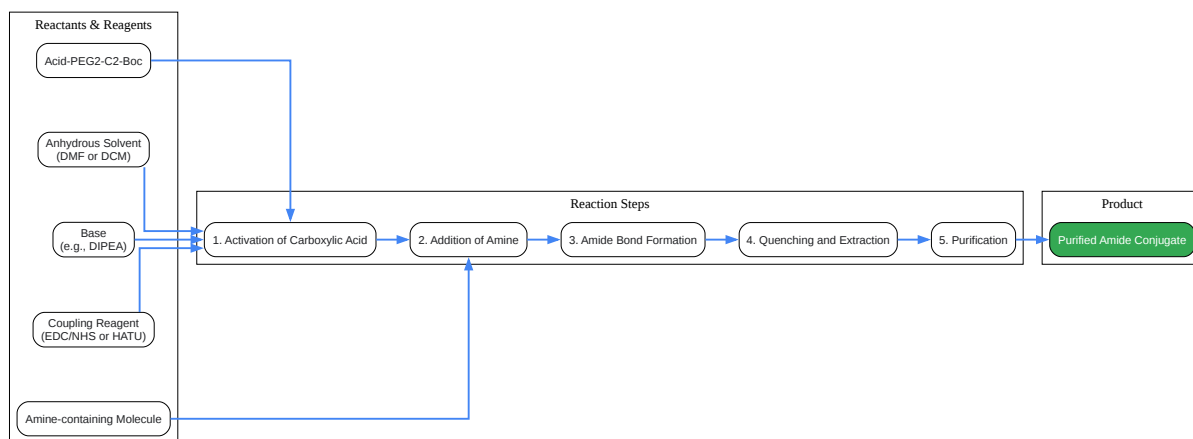 Reactants & Reagents
Acid-PEG2-C2-Boc
Anhydrous Solvent
(DMF or DCM)
Base
(e.g., DIPEA)
Coupling Reagent
(EDC/NHS or HATU)
Amine-containing Molecule
Reaction Steps
1. Activation of Carboxylic Acid
2. Addition of Amine
3. Amide Bond Formation
4. Quenching and Extraction
5. Purification
Product
Purified Amide Conjugate